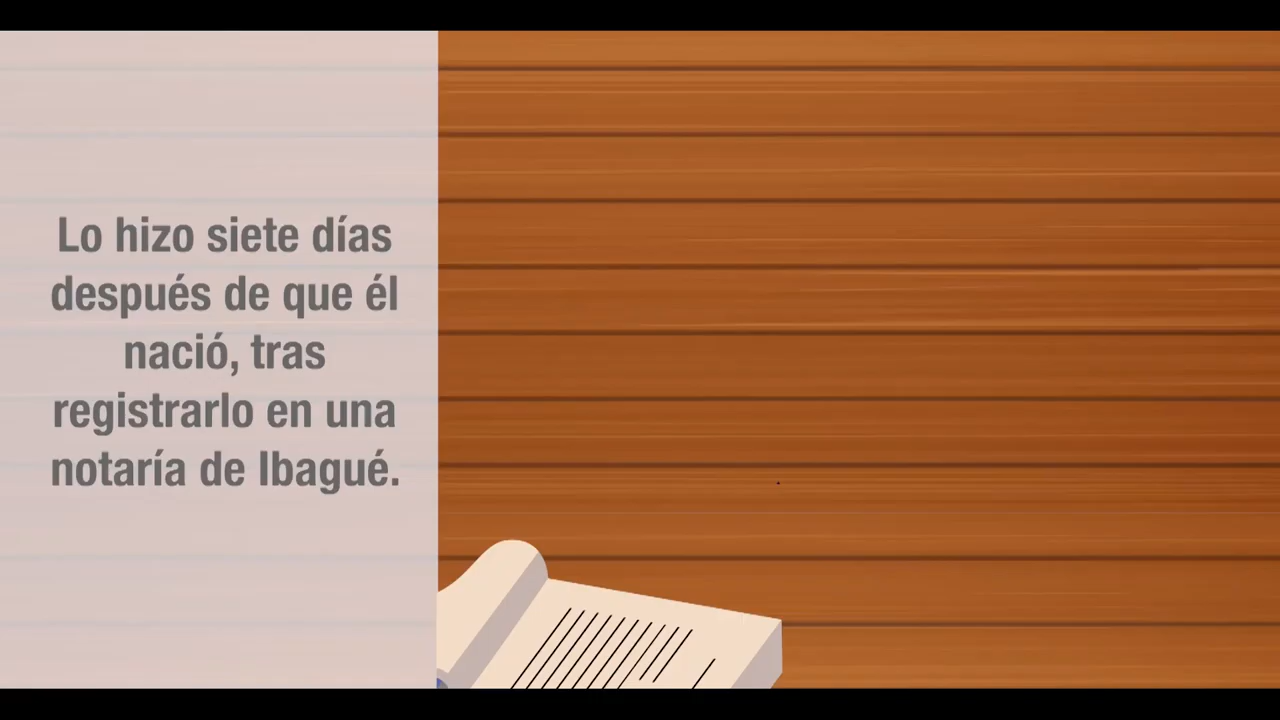 Lo hizo siete días
después de que él
nació, tras
registrarlo en una
notaría de Ibagué.